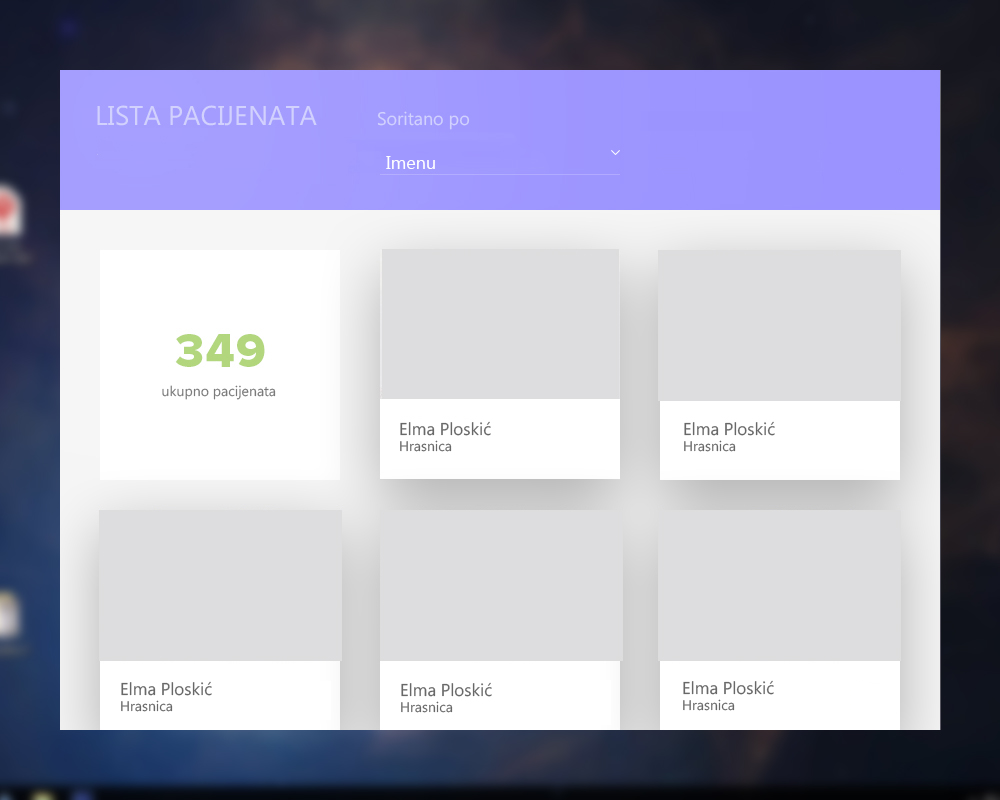 LISTA PACIJENATA
Soritano po
Imenu
349
ukupno pacijenata
Elma Ploskić
Hrasnica
Elma Ploskić
Hrasnica
Elma Ploskić
Hrasnica
Elma Ploskić
Hrasnica
Elma Ploskić
Hrasnica